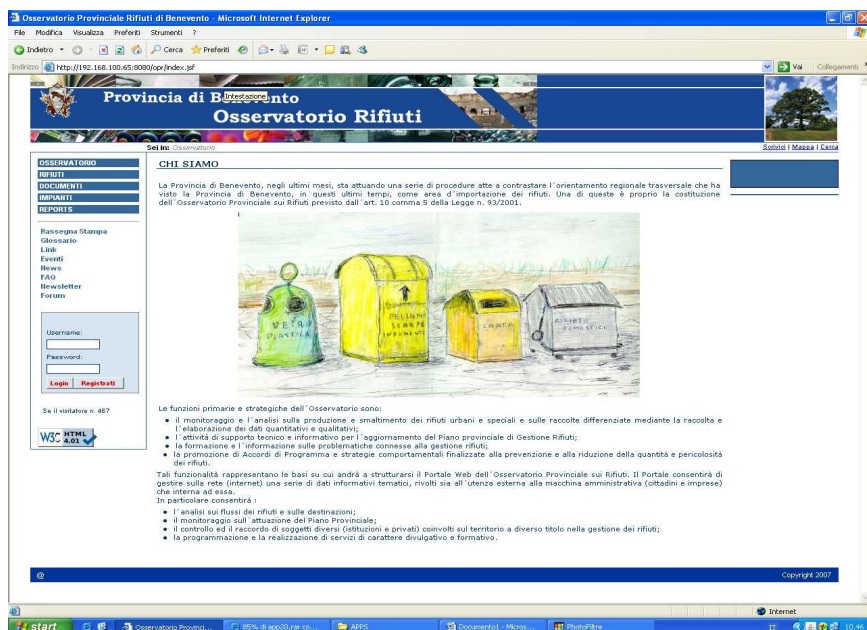 Osservatorio Provinciale Rifiuti di Benevento - Microsoft Internet Explorer
File Modifica Visualizza Preferiti Strumenti ?
Indietro Cerca Preferiti
Indirizzo http://192.168.100.65:8080/opr/index.jsf Vai Collegamenti
Provincia di Benevento
Intestazione
Osservatorio Rifiuti
Sei in: Osservatorio
Scrivici | Mappa | Cerca
OSSERVATORIO
RIFIUTI
DOCUMENTI
IMPIANTI
REPORTS
Rassegna Stampa
Glossario
Link
Eventi
News
FAQ
Newsletter
Forum
Username:
Password:
Login Registrati
Se il visitatore n. 467
W3C HTML 4.01
CHI SIAMO
La Provincia di Benevento, negli ultimi mesi, sta attuando una serie di procedure atte a contrastare l´orientamento regionale trasversale che ha
visto la Provincia di Benevento, in questi ultimi tempi, come area d´importazione dei rifiuti. Una di queste è proprio la costituzione
dell´Osservatorio Provinciale sui Rifiuti previsto dall´art. 10 comma 5 della Legge n. 93/2001.
VETRO
PLASTICA
PELLAMI
SCARPE
INDUMENTI
CARTA
RIFIUTI
DOMESTICI
Le funzioni primarie e strategiche dell´Osservatorio sono:
il monitoraggio e l´analisi sulla produzione e smaltimento dei rifiuti urbani e speciali e sulle raccolte differenziate mediante la raccolta e
l´elaborazione dei dati quantitativi e qualitativi;
l´attività di supporto tecnico e informativo per l´aggiornamento del Piano provinciale di Gestione Rifiuti;
la formazione e l´informazione sulle problematiche connesse alla gestione rifiuti;
la promozione di Accordi di Programma e strategie comportamentali finalizzate alla prevenzione e alla riduzione della quantità e pericolosità
dei rifiuti.
Tali funzionalità rappresentano le basi su cui andrà a strutturarsi il Portale Web dell´Osservatorio Provinciale sui Rifiuti. Il Portale consentirà di
gestire sulla rete (internet) una serie di dati informativi tematici, rivolti sia all´utenza esterna alla macchina amministrativa (cittadini e imprese)
che interna ad essa.
In particolare consentirà :
l´analisi sui flussi dei rifiuti e sulle destinazioni;
il monitoraggio sull´attuazione del Piano Provinciale;
il controllo ed il raccordo di soggetti diversi (istituzioni e privati) coinvolti sul territorio a diverso titolo nella gestione dei rifiuti;
la programmazione e la realizzazione di servizi di carattere divulgativo e formativo.
@ Copyright 2007
Internet
start Osservatorio Provinci... 85% di app20.rar co... APPS Documento1 - Micros... PhotoFiltre IT 10.46